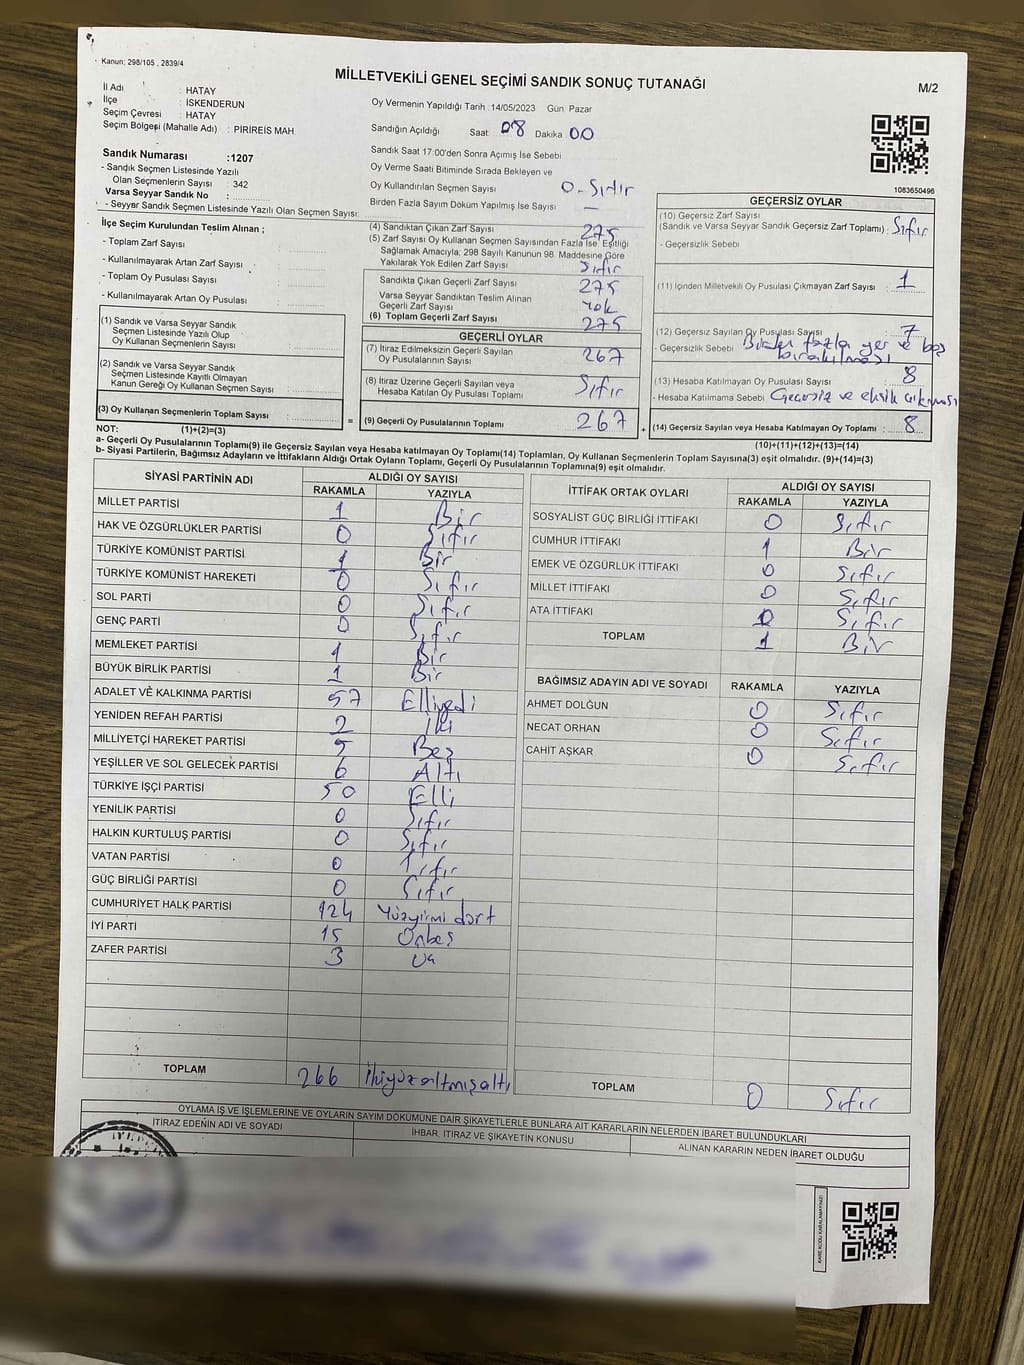 Kanun; 298/105 , 2839/4
MİLLETVEKİLİ GENEL SEÇİMİ SANDIK SONUÇ TUTANAĞI
M/2
İl Adı : HATAY
İlçe : İSKENDERUN
Seçim Çevresi : HATAY
Seçim Bölgesi (Mahalle Adı) : PİRİREİS MAH.
Sandık Numarası :1207
- Sandık Seçmen Listesinde Yazılı
Olan Seçmenlerin Sayısı : 342
Varsa Seyyar Sandık No :
- Seyyar Sandık Seçmen Listesinde Yazılı Olan Seçmen Sayısı:
Oy Vermenin Yapıldığı Tarih : 14/05/2023 Gün Pazar
Sandığın Açıldığı Saat 08 Dakika 00
Sandık Saat 17:00'den Sonra Açımış İse Sebebi
Oy Verme Saati Bitiminde Sırada Bekleyen ve
Oy Kullandırılan Seçmen Sayısı 0-Sıfır
Birden Fazla Sayım Döküm Yapılmış İse Sayısı —
1083650496
İlçe Seçim Kurulundan Teslim Alınan ;
- Toplam Zarf Sayısı
- Kullanılmayarak Artan Zarf Sayısı
- Toplam Oy Pusulası Sayısı
- Kullanılmayarak Artan Oy Pusulası
(1) Sandık ve Varsa Seyyar Sandık
Seçmen Listesinde Yazılı Olup
Oy Kullanan Seçmenlerin Sayısı
(2) Sandık ve Varsa Seyyar Sandık
Seçmen Listesinde Kayıtlı Olmayan
Kanun Gereği Oy Kullanan Seçmen Sayısı
(3) Oy Kullanan Seçmenlerin Toplam Sayısı :
(1)+(2)=(3)
(4) Sandıktan Çıkan Zarf Sayısı 275
(5) Zarf Sayısı Oy Kullanan Seçmen Sayısından Fazla İse, Eşitliği
Sağlamak Amacıyla, 298 Sayılı Kanunun 98. Maddesine Göre
Yakılarak Yok Edilen Zarf Sayısı Sıfır
Sandıkta Çıkan Geçerli Zarf Sayısı 275
Varsa Seyyar Sandıktan Teslim Alınan
Geçerli Zarf Sayısı Yok
(6) Toplam Geçerli Zarf Sayısı 275
GEÇERLİ OYLAR
(7) İtiraz Edilmeksizin Geçerli Sayılan
Oy Pusulalarının Sayısı 267
(8) İtiraz Üzerine Geçerli Sayılan veya
Hesaba Katılan Oy Pusulaları Toplamı Sıfır
= (9) Geçerli Oy Pusulalarının Toplamı 267 +
GEÇERSİZ OYLAR
(10) Geçersiz Zarf Sayısı
(Sandık ve Varsa Seyyar Sandık Geçersiz Zarf Toplamı) : Sıfır
- Geçersizlik Sebebi
(11) İçinden Milletvekili Oy Pusulası Çıkmayan Zarf Sayısı : 1
(12) Geçersiz Sayılan Oy Pusulası Sayısı 7
- Geçersizlik Sebebi Birden fazla yer ve boş
bırakılması
(13) Hesaba Katılmayan Oy Pusulası Sayısı 8
- Hesaba Katılmama Sebebi Geçersiz ve eksik çıkması
(14) Geçersiz Sayılan veya Hesaba Katılmayan Oy Toplamı : 8
(10)+(11)+(12)+(13)=(14)
NOT:
a- Geçerli Oy Pusulalarının Toplamı(9) ile Geçersiz Sayılan veya Hesaba katılmayan Oy Toplamı(14) Toplamları, Oy Kullanan Seçmenlerin Toplam Sayısına(3) eşit olmalıdır. (9)+(14)=(3)
b- Siyasi Partilerin, Bağımsız Adayların ve İttifakların Aldığı Ortak Oyların Toplamı, Geçerli Oy Pusulalarının Toplamına(9) eşit olmalıdır.
SİYASİ PARTİNİN ADI ALDIĞI OY SAYISI
RAKAMLA YAZIYLA
MİLLET PARTİSİ 1 Bir
HAK VE ÖZGÜRLÜKLER PARTİSİ 0 Sıfır
TÜRKİYE KOMÜNİST PARTİSİ 1 Bir
TÜRKİYE KOMÜNİST HAREKETİ 0 Sıfır
SOL PARTİ 0 Sıfır
GENÇ PARTİ 0 Sıfır
MEMLEKET PARTİSİ 1 Bir
BÜYÜK BİRLİK PARTİSİ 1 Bir
ADALET VE KALKINMA PARTİSİ 57 Elliyedi
YENİDEN REFAH PARTİSİ 2 İki
MİLLİYETÇİ HAREKET PARTİSİ 5 Beş
YEŞİLLER VE SOL GELECEK PARTİSİ 6 Altı
TÜRKİYE İŞÇİ PARTİSİ 50 Elli
YENİLİK PARTİSİ 0 Sıfır
HALKIN KURTULUŞ PARTİSİ 0 Sıfır
VATAN PARTİSİ 0 Sıfır
GÜÇ BİRLİĞİ PARTİSİ 0 Sıfır
CUMHURİYET HALK PARTİSİ 124 Yüzyirmi dört
İYİ PARTİ 15 Onbeş
ZAFER PARTİSİ 3 Üç
TOPLAM 266 İkiyüzaltmışaltı
İTTİFAK ORTAK OYLARI ALDIĞI OY SAYISI
RAKAMLA YAZIYLA
SOSYALİST GÜÇ BİRLİĞİ İTTİFAKI 0 Sıfır
CUMHUR İTTİFAKI 1 Bir
EMEK VE ÖZGÜRLÜK İTTİFAKI 0 Sıfır
MİLLET İTTİFAKI 0 Sıfır
ATA İTTİFAKI 0 Sıfır
TOPLAM 1 Bir
BAĞIMSIZ ADAYIN ADI VE SOYADI RAKAMLA YAZIYLA
AHMET DOLĞUN 0 Sıfır
NECAT ORHAN 0 Sıfır
CAHİT AŞKAR 0 Sıfır
TOPLAM 0 Sıfır
OYLAMA İŞ VE İŞLEMLERİNE VE OYLARIN SAYIM DÖKÜMÜNE DAİR ŞİKAYETLERLE BUNLARA AİT KARARLARIN NELERDEN İBARET BULUNDUKLARI
İTİRAZ EDENİN ADI VE SOYADI
İHBAR, İTİRAZ VE ŞİKAYETİN KONUSU
ALINAN KARARIN NEDEN İBARET OLDUĞU
KARE KODU KARALAMAYINIZ!